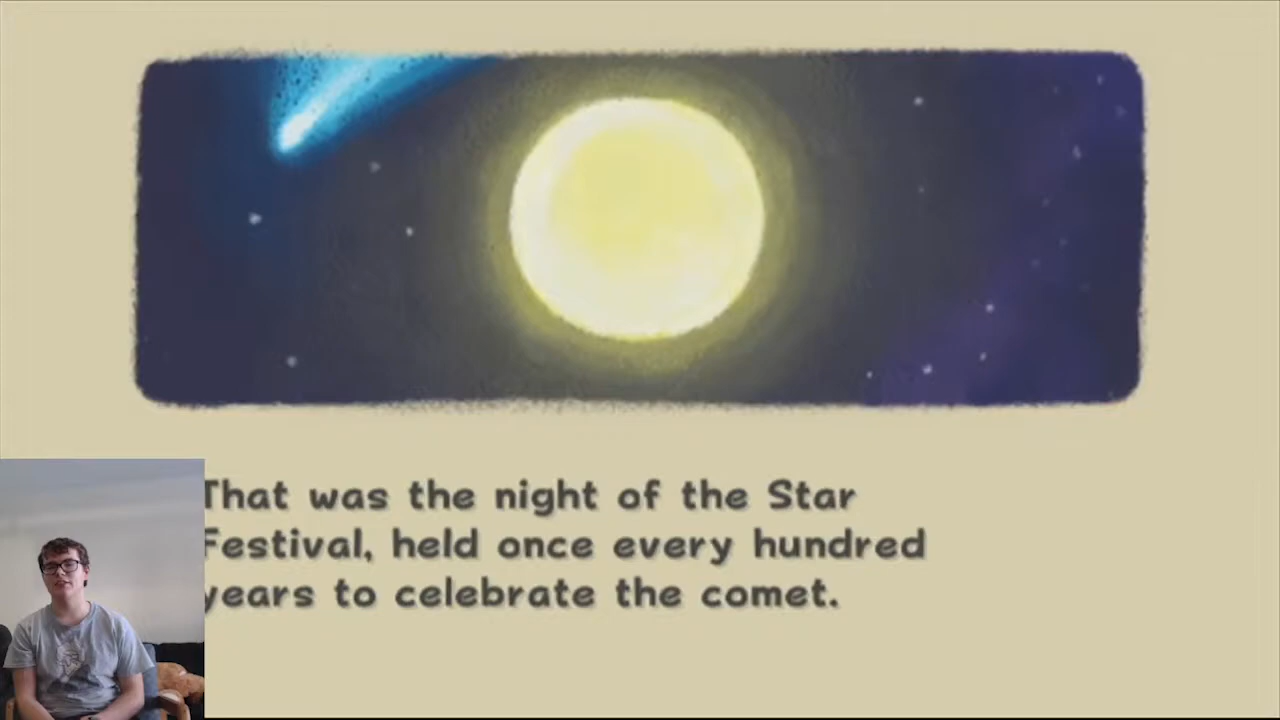 That was the night of the Star
Festival, held once every hundred
years to celebrate the comet.